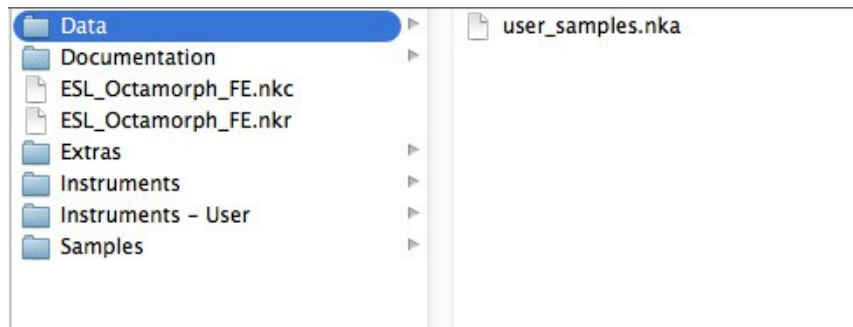 Data
Documentation
ESL_Octamorph_FE.nkc
ESL_Octamorph_FE.nkr
Extras
Instruments
Instruments – User
Samples
user_samples.nka